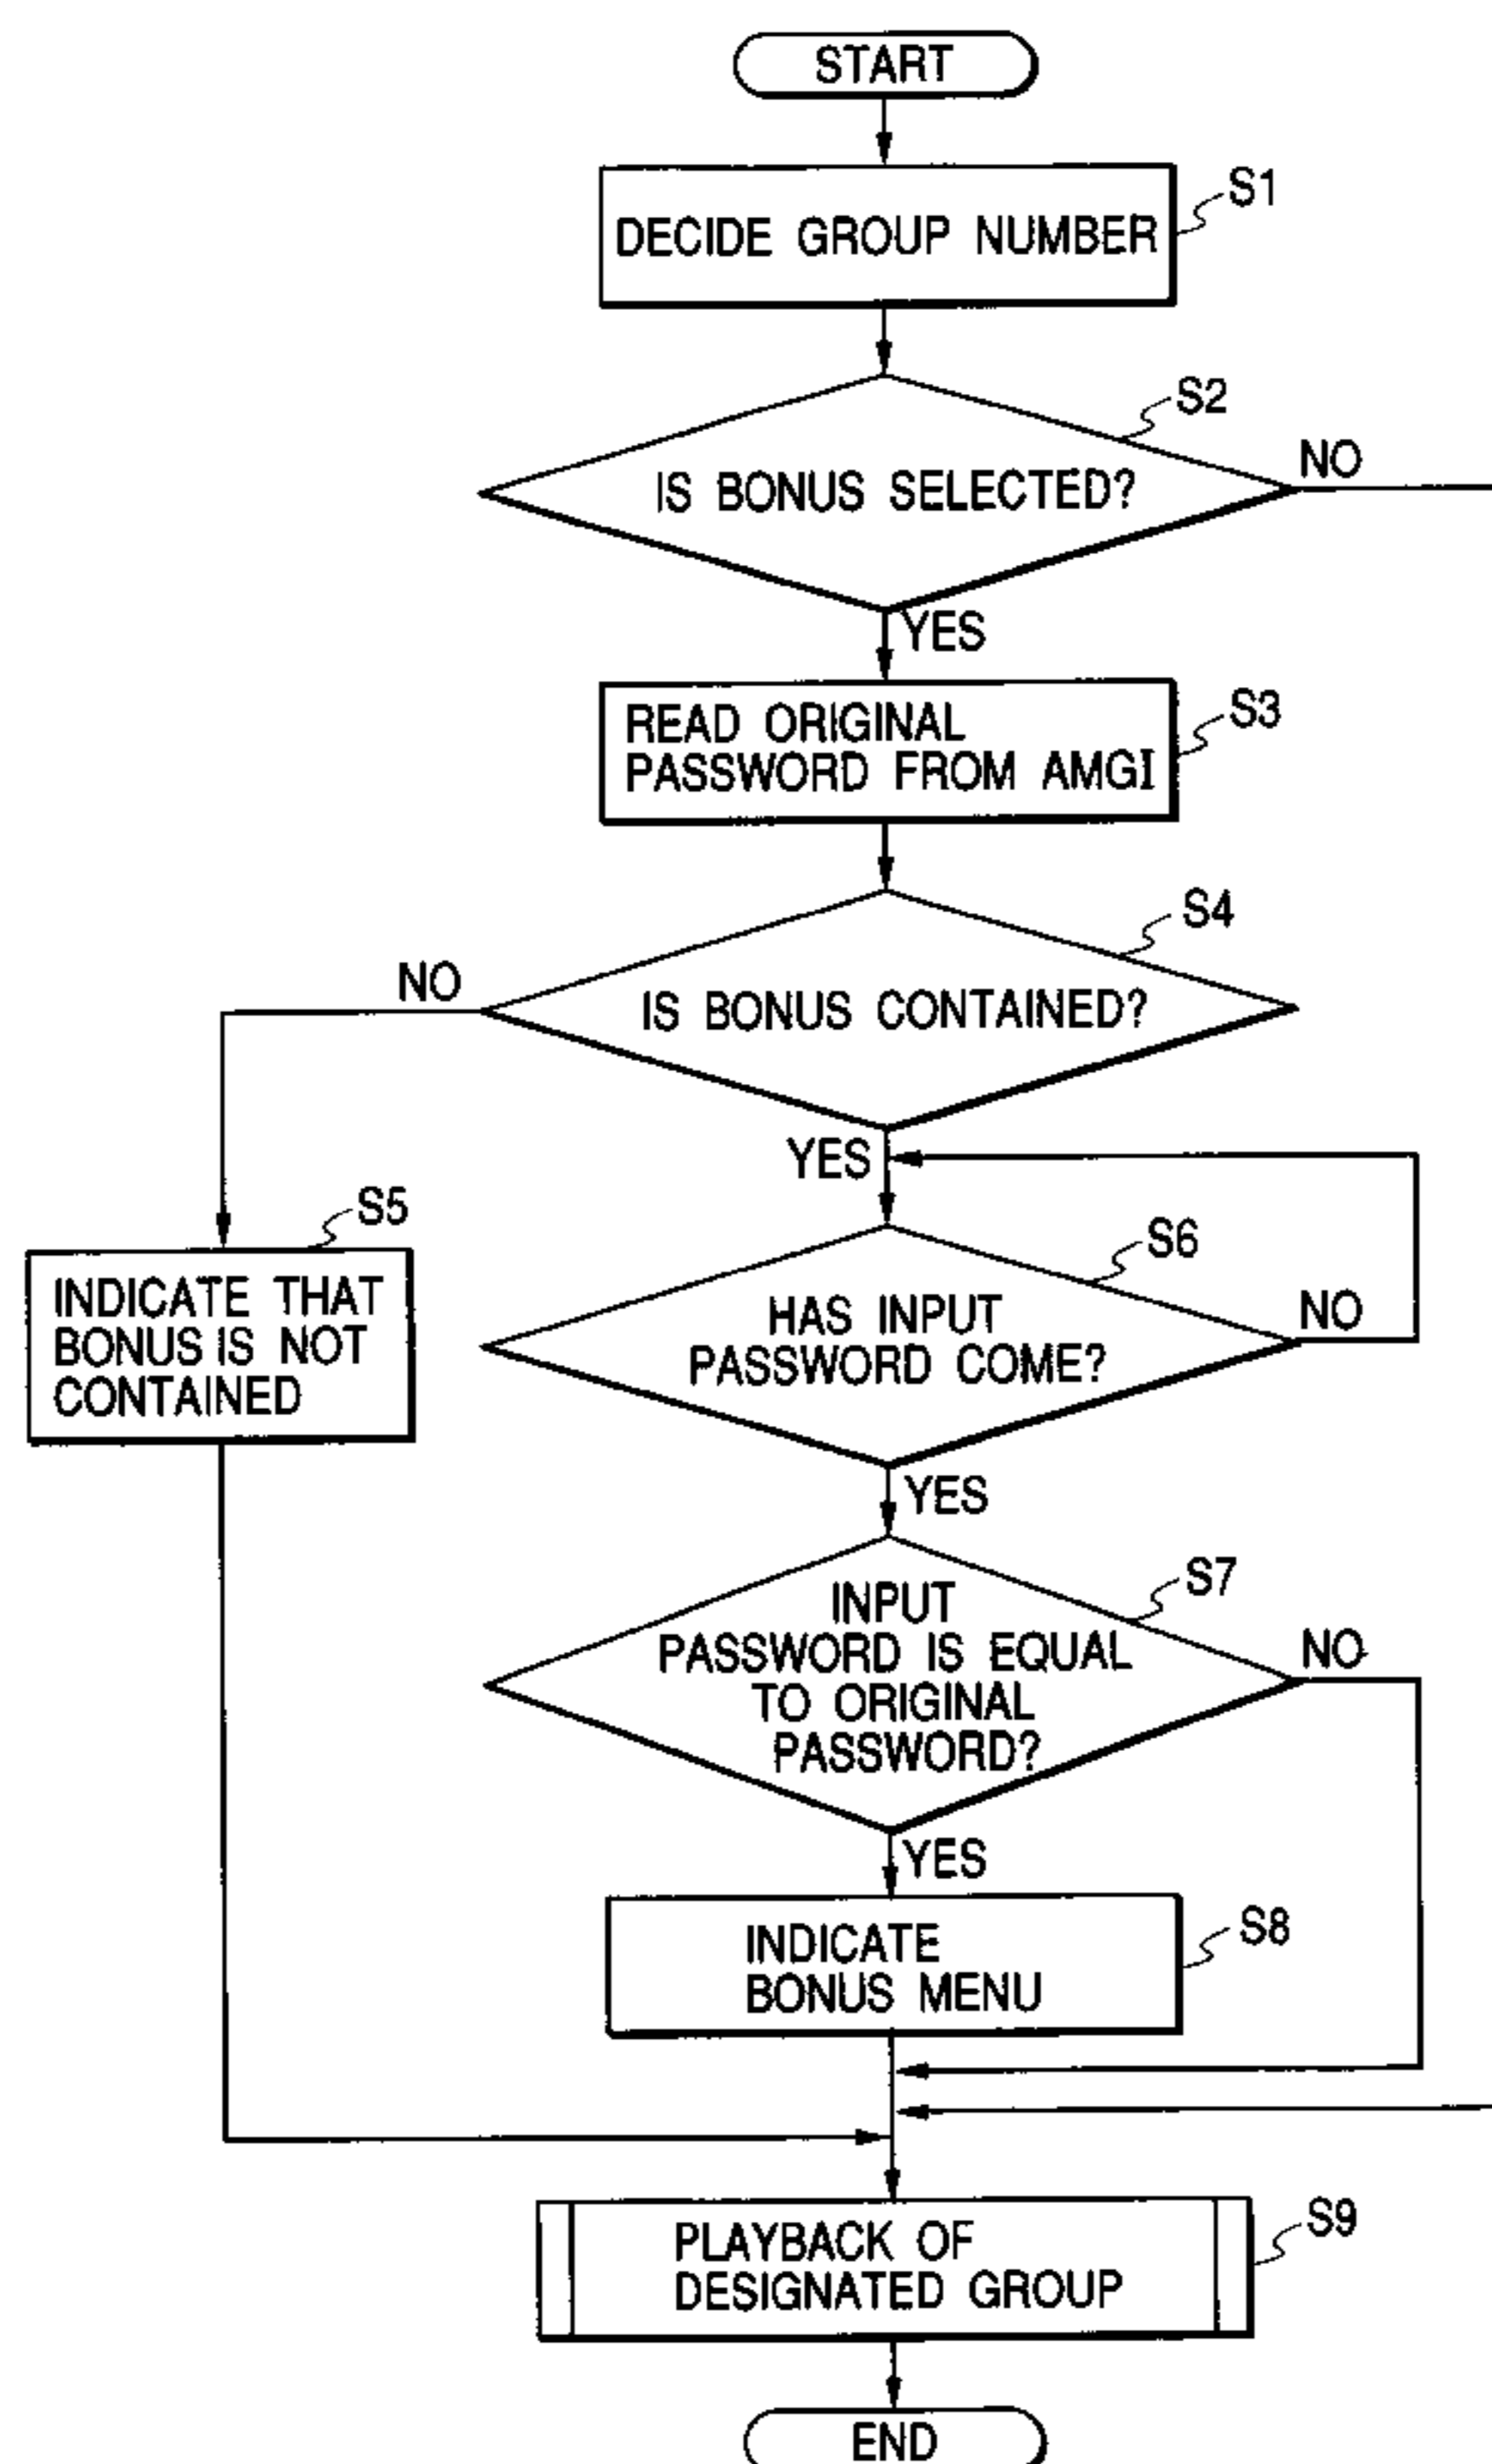 START
DECIDE GROUP NUMBER
S1
IS BONUS SELECTED?
S2
NO
YES
READ ORIGINAL
PASSWORD FROM AMGI
S3
IS BONUS CONTAINED?
S4
NO
YES
INDICATE THAT
BONUS IS NOT
CONTAINED
S5
HAS INPUT
PASSWORD COME?
S6
NO
YES
INPUT
PASSWORD IS EQUAL
TO ORIGINAL
PASSWORD?
S7
NO
YES
INDICATE
BONUS MENU
S8
PLAYBACK OF
DESIGNATED GROUP
S9
END